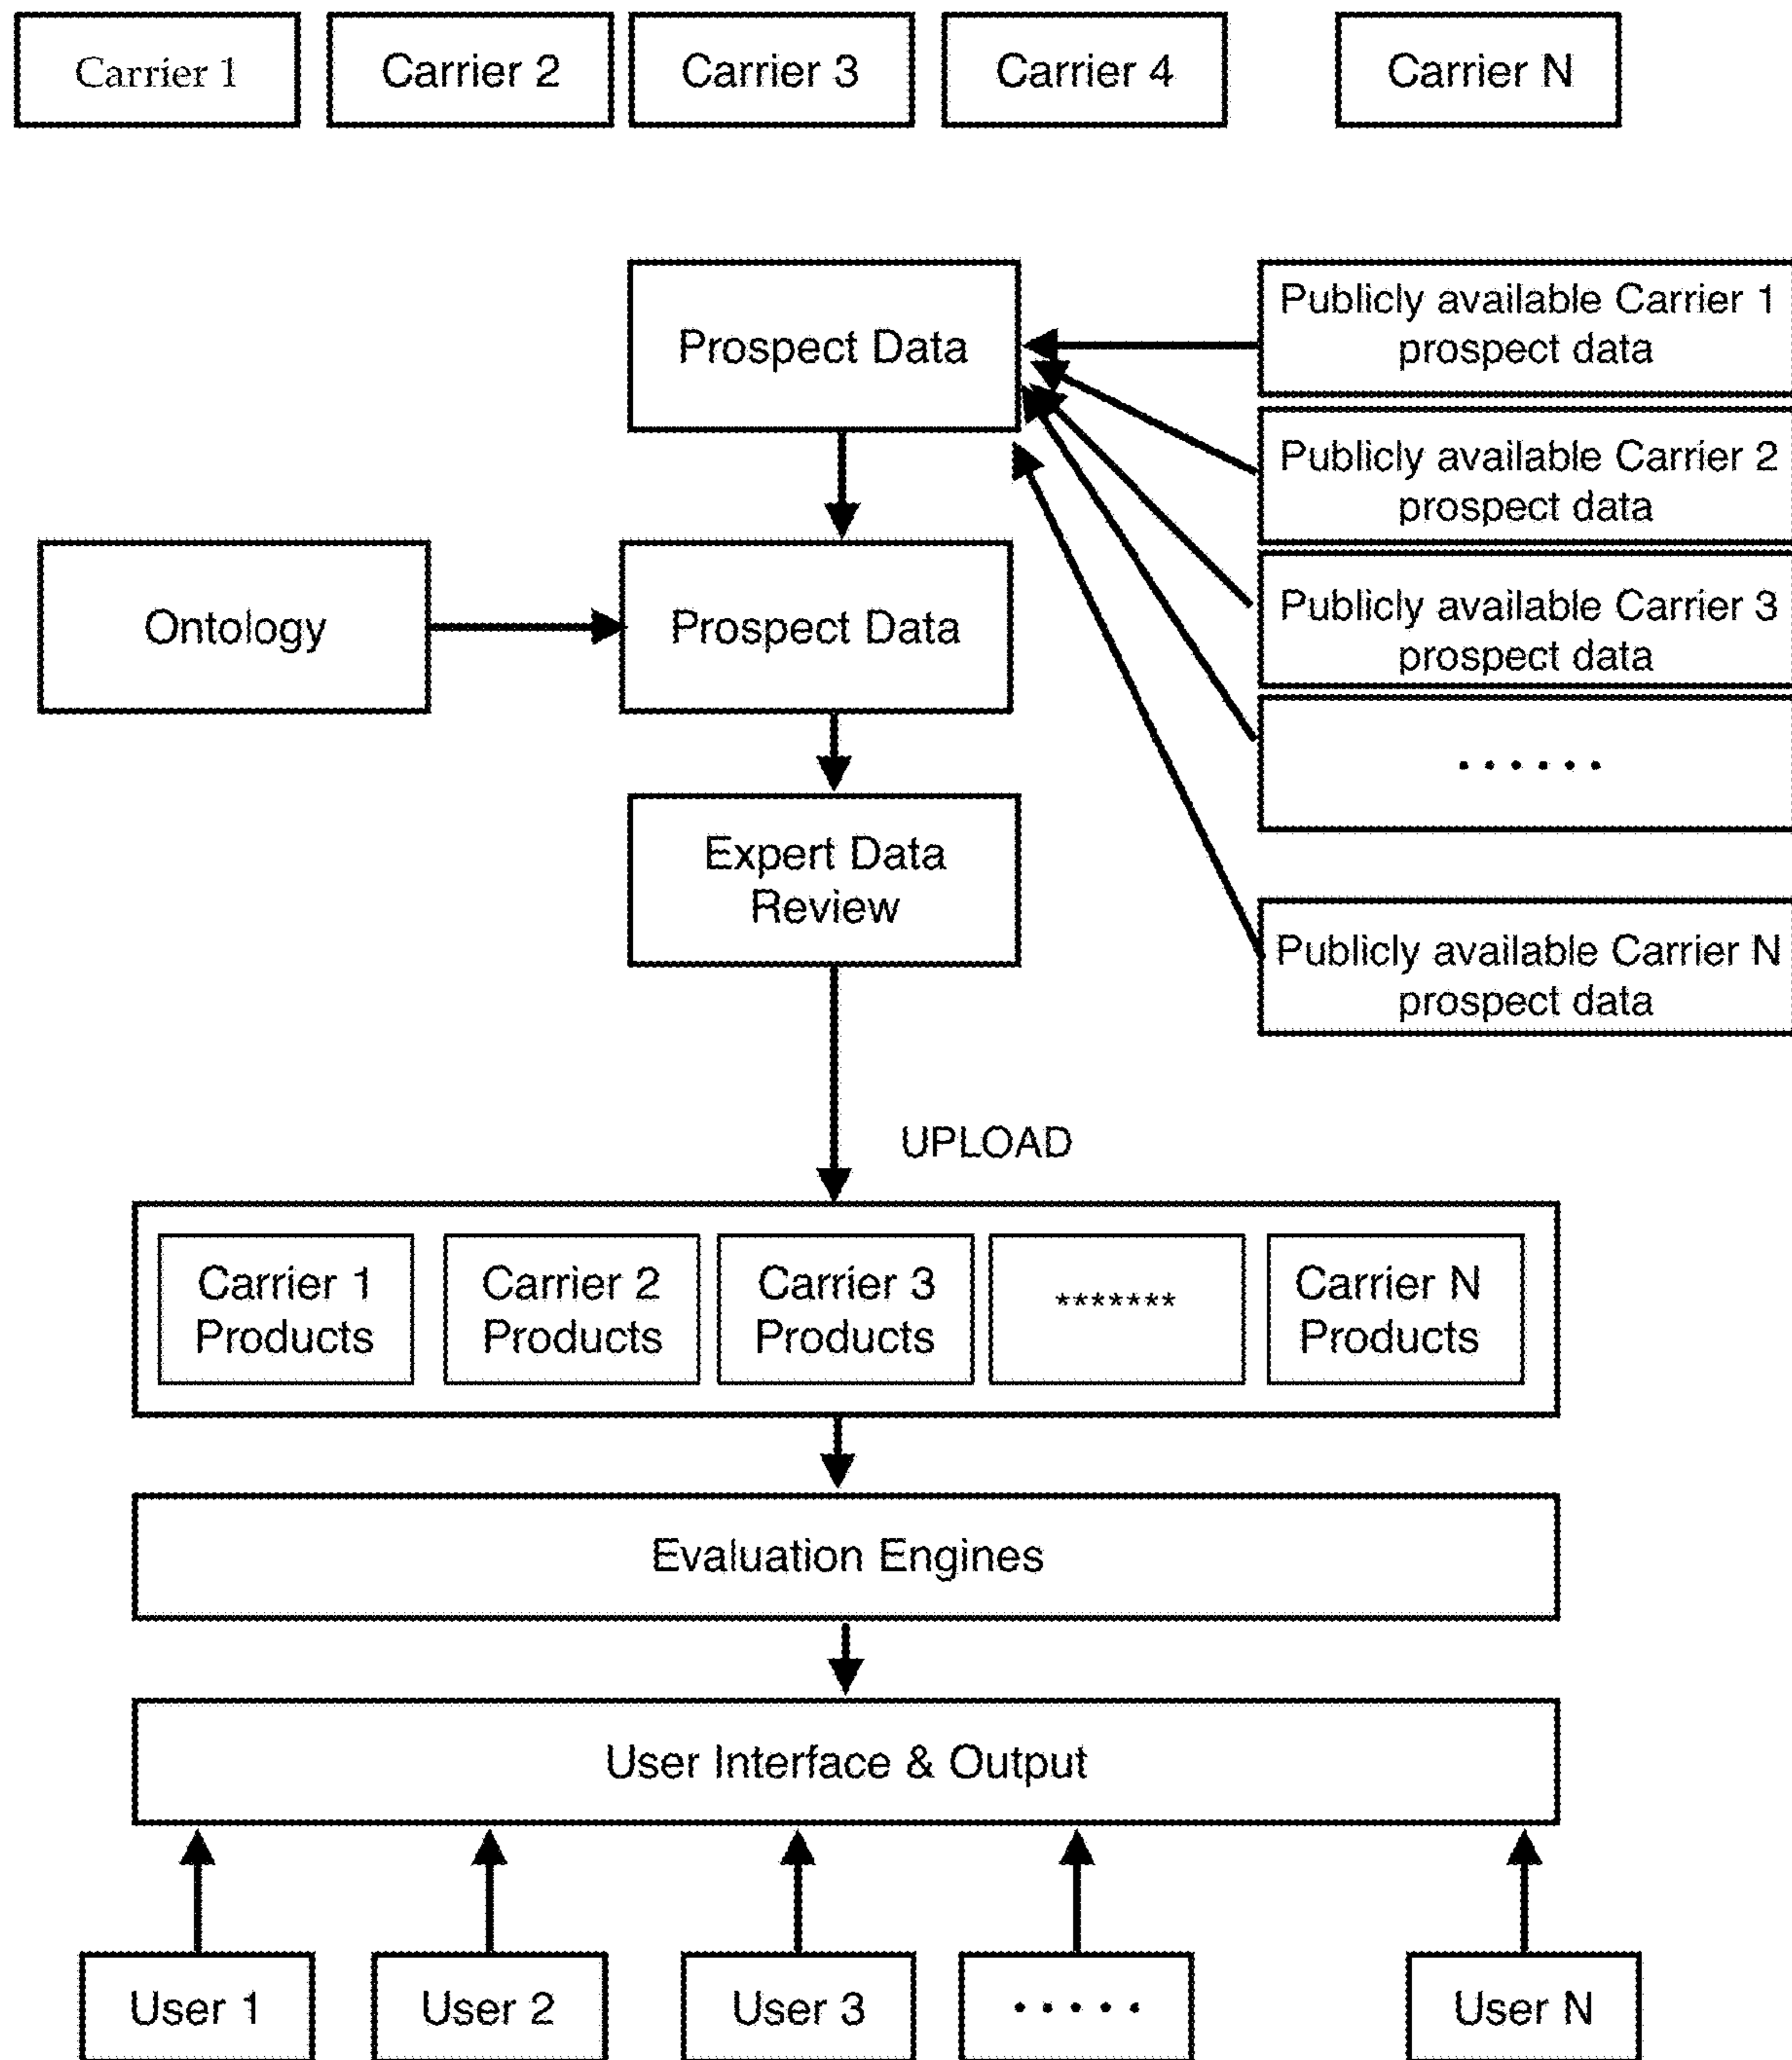 Carrier 1
Carrier 2
Carrier 3
Carrier 4
Carrier N
Prospect Data
Publicly available Carrier 1
prospect data
Publicly available Carrier 2
prospect data
Ontology
Prospect Data
Publicly available Carrier 3
prospect data
......
Expert Data
Review
Publicly available Carrier N
prospect data
UPLOAD
Carrier 1
Products
Carrier 2
Products
Carrier 3
Products
*******
Carrier N
Products
Evaluation Engines
User Interface & Output
User 1
User 2
User 3
.....
User N